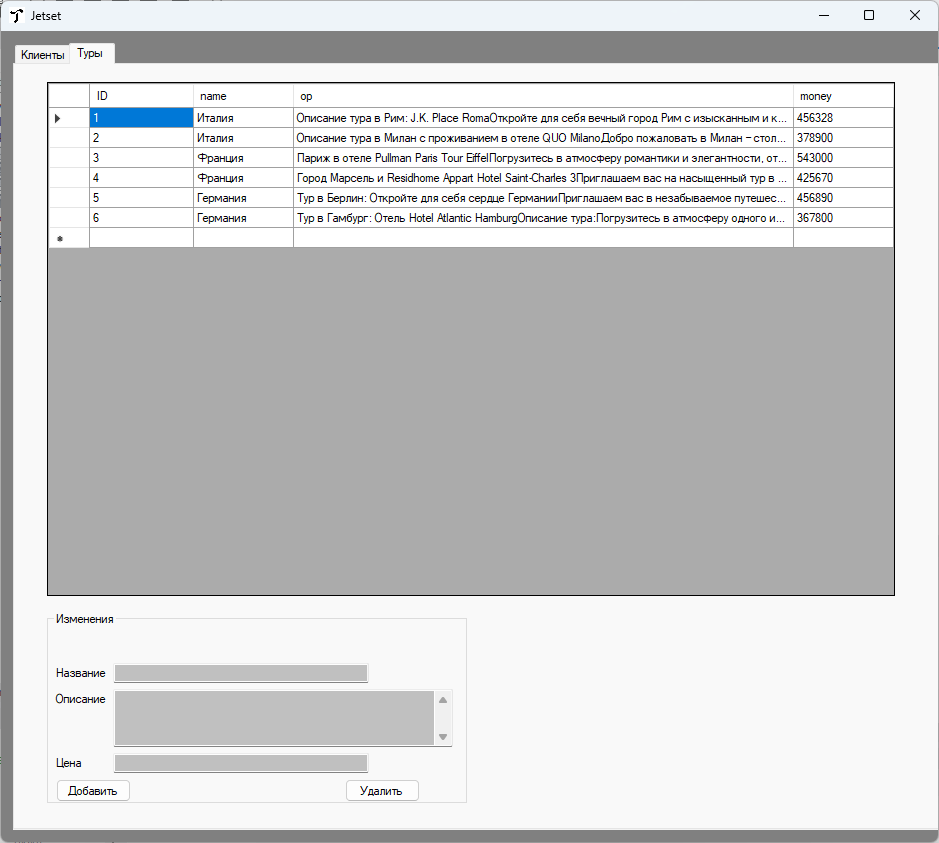 Jetset
Клиенты Туры
ID name op money
1 Италия Описание тура в Рим: J.K. Place RomaОткройте для себя вечный город Рим с изысканным и к... 456328
2 Италия Описание тура в Милан с проживанием в отеле QUO MilanoДобро пожаловать в Милан – стол... 378900
3 Франция Париж в отеле Pullman Paris Tour EiffelПогрузитесь в атмосферу романтики и элегантности, от... 543000
4 Франция Город Марсель и Residhome Appart Hotel Saint-Charles 3Приглашаем вас на насыщенный тур в ... 425670
5 Германия Тур в Берлин: Откройте для себя сердце ГерманииПриглашаем вас в незабываемое путешес... 456890
6 Германия Тур в Гамбург: Отель Hotel Atlantic HamburgОписание тура:Погрузитесь в атмосферу одного и... 367800
Изменения
Название
Описание
Цена
Добавить Удалить